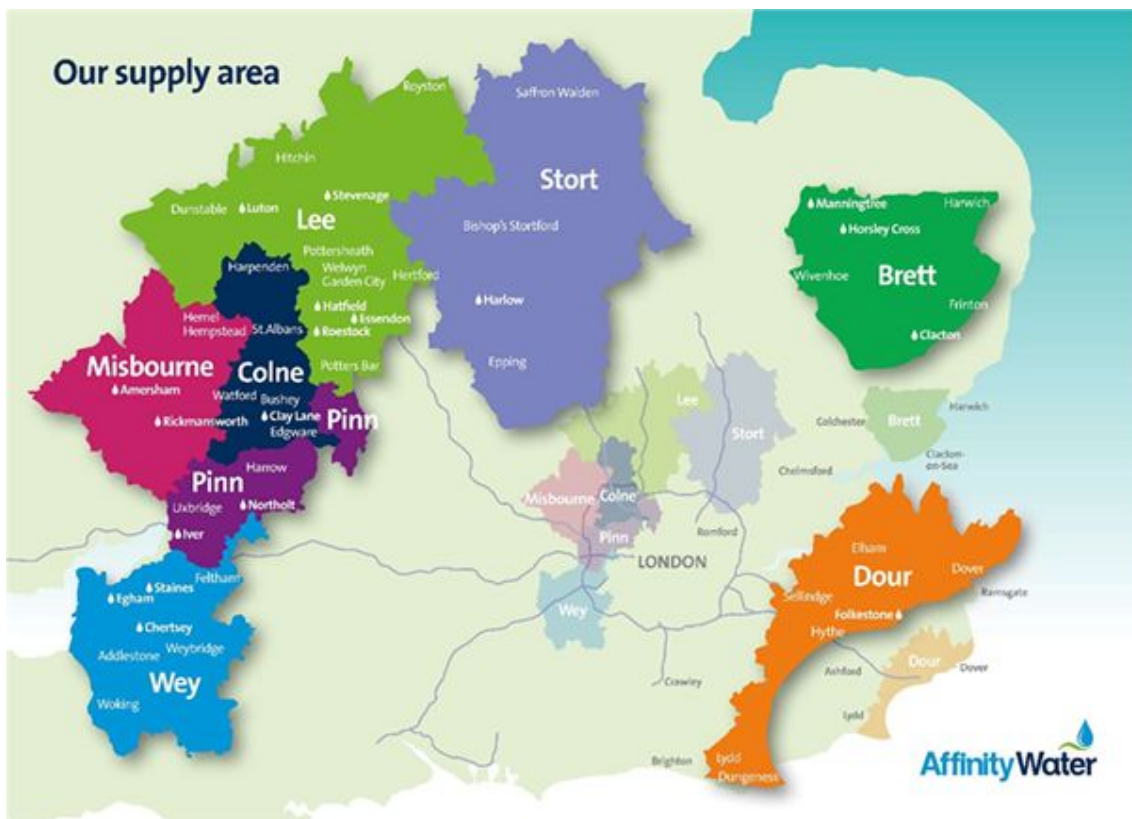 Our supply area
Royston
Saffron Walden
Hitchin
Stevenage
Stort
Dunstable
Luton
Lee
Manningtree
Harwich
Horsley Cross
Bishop's Stortford
Pottersheath
Harpenden
Welwyn
Garden City
Hertford
Wivenhoe
Brett
Harlow
Hatfield
Essendon
Frinton
Hemel
Hempstead
St.Albans
Roestock
Clacton
Misbourne
Colne
Potters Bar
Epping
Amersham
Watford
Bushey
Rickmansworth
Clay Lane
Edgware
Pinn
Lee
Stort
Colchester
Brett
Harwich
Clacton-
on-Sea
Chelmsford
Harrow
Pinn
Uxbridge
Northolt
Iver
Misbourne
Colne
Pinn
Romford
LONDON
Elham
Dour
Dover
Ramsgate
Feltham
Staines
Egham
Chertsey
Addlestone
Weybridge
Wey
Woking
Wey
Sellindge
Folkestone
Hythe
Ashford
Dour
Dover
Crawley
Lydd
Brighton
Lydd
Dungeness
AffinityWater